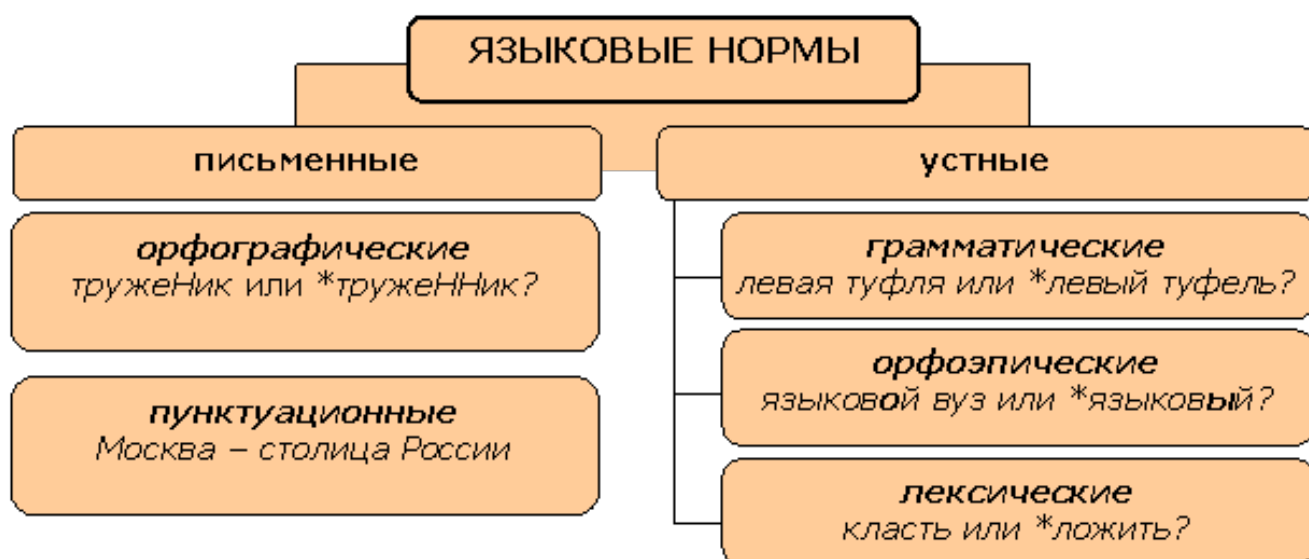 ЯЗЫКОВЫЕ НОРМЫ
письменные
орфографические
тружеНик или *тружеННик?
пунктуационные
Москва – столица России
устные
грамматические
левая туфля или *левый туфель?
орфоэпические
языковой вуз или *языковый?
лексические
класть или *ложить?